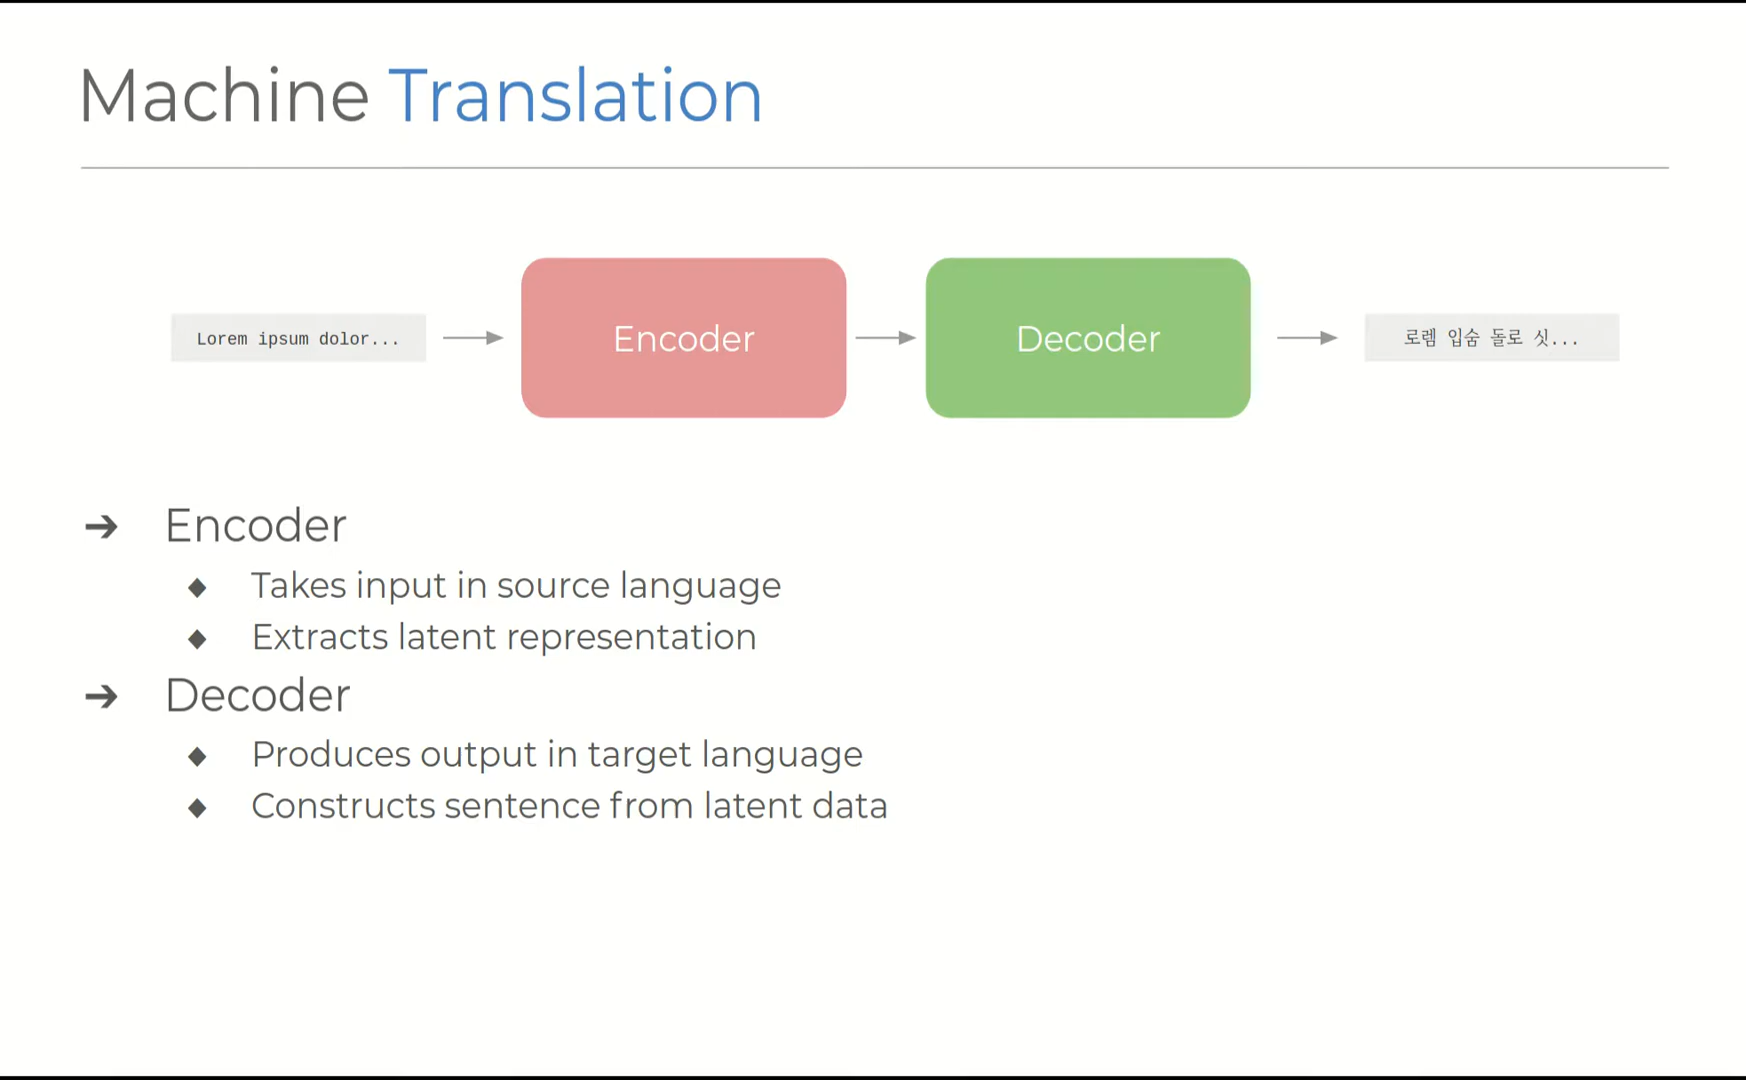 Machine Translation
Lorem ipsum dolor...
Encoder
Decoder
로렘 입숨 돌로 싯...
➔ Encoder
◆ Takes input in source language
◆ Extracts latent representation
➔ Decoder
◆ Produces output in target language
◆ Constructs sentence from latent data